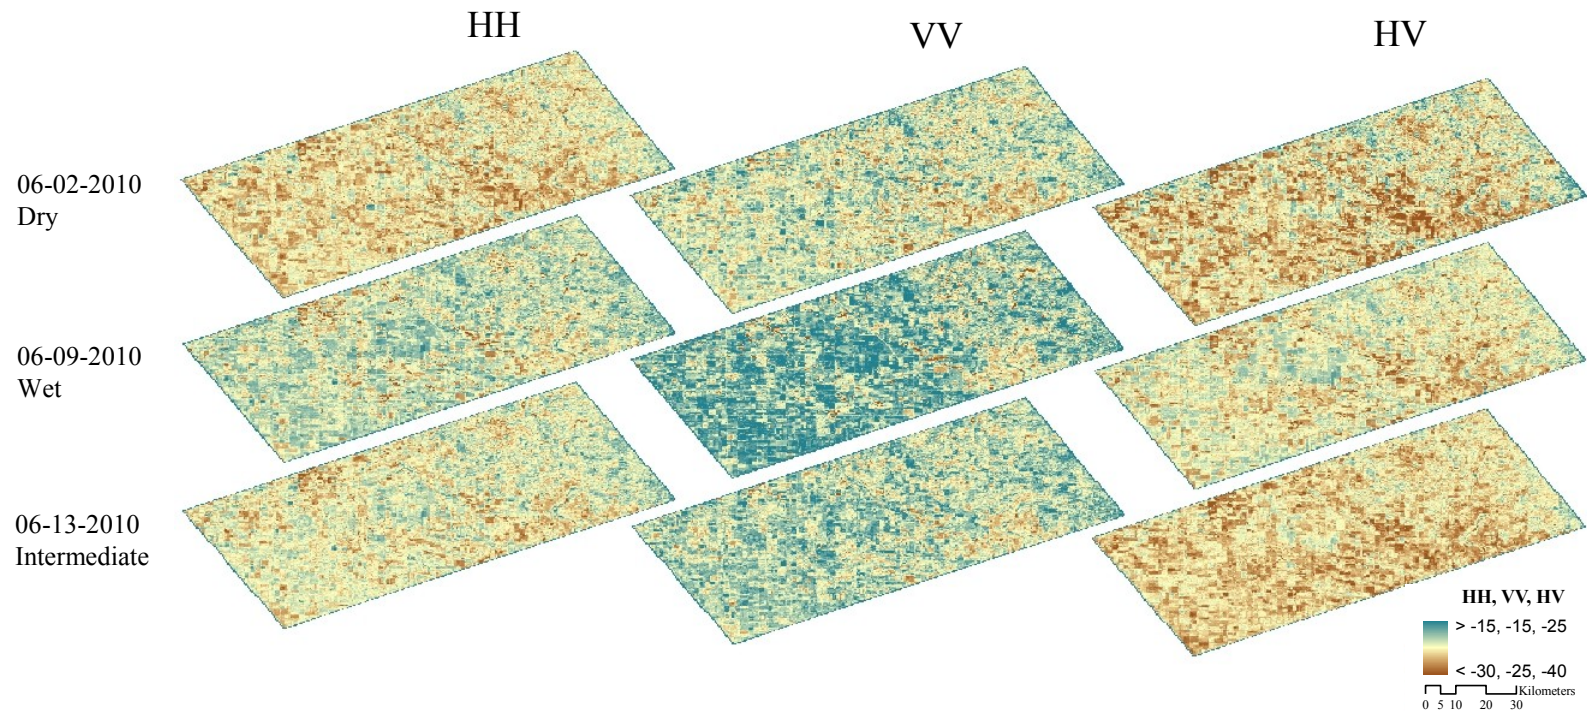 HH
VV
HV
06-02-2010
Dry
06-09-2010
Wet
06-13-2010
Intermediate
HH, VV, HV
> -15, -15, -25
< -30, -25, -40
Kilometers
0 5 10 20 30